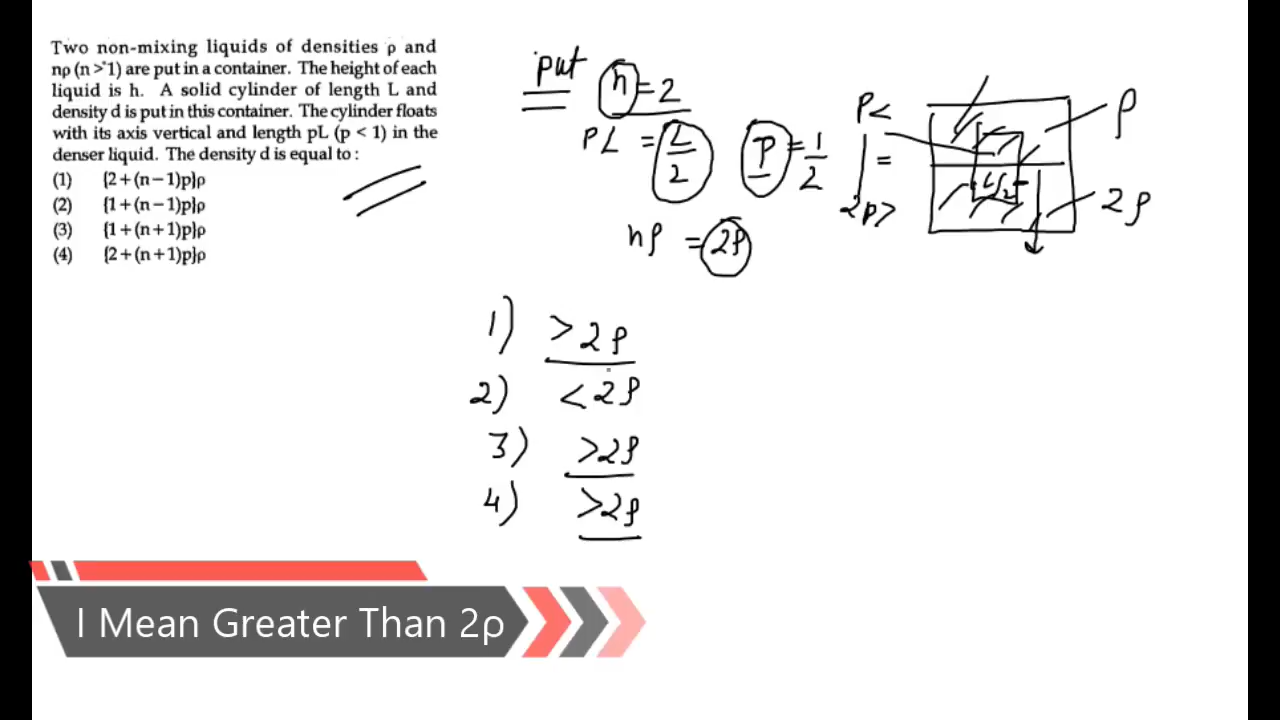 Two non-mixing liquids of densities ρ and
nρ (n > 1) are put in a container. The height of each
liquid is h. A solid cylinder of length L and
density d is put in this container. The cylinder floats
with its axis vertical and length pL (p < 1) in the
denser liquid. The density d is equal to :
(1) {2+(n−1)p}ρ
(2) {1+(n−1)p}ρ
(3) {1+(n+1)p}ρ
(4) {2+(n+1)p}ρ
put n = 2
PL = L/2 P = 1/2
nρ = 2ρ
ρ<
=
2ρ>
ρ
L/2
2ρ
1) >2ρ
2) <2ρ
3) >2ρ
4) >2ρ
I Mean Greater Than 2ρ